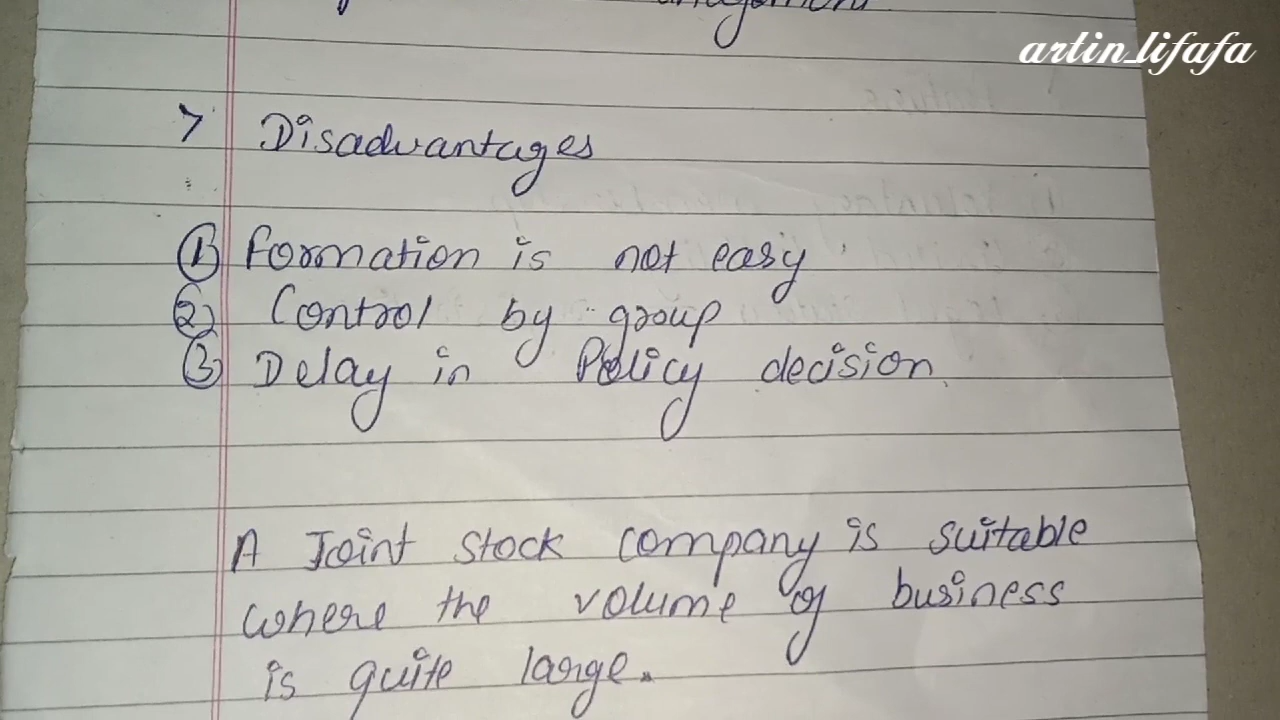 artin_lifafa
> Disadvantages
① Formation is not easy
② Control by group
③ Delay in Policy decision
A Joint Stock company is suitable
where the volume of business
is quite large.